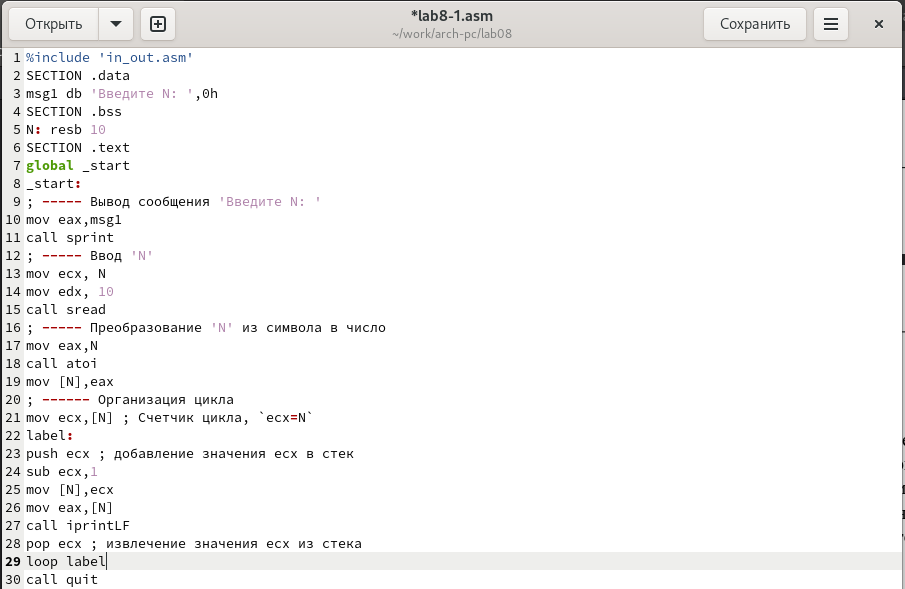 Открыть
*lab8-1.asm
~/work/arch-pc/lab08
Сохранить
1 %include 'in_out.asm'
2 SECTION .data
3 msg1 db 'Введите N: ',0h
4 SECTION .bss
5 N: resb 10
6 SECTION .text
7 global _start
8 _start:
9 ; ----- Вывод сообщения 'Введите N: '
10 mov eax,msg1
11 call sprint
12 ; ----- Ввод 'N'
13 mov ecx, N
14 mov edx, 10
15 call sread
16 ; ----- Преобразование 'N' из символа в число
17 mov eax,N
18 call atoi
19 mov [N],eax
20 ; ------ Организация цикла
21 mov ecx,[N] ; Счетчик цикла, `ecx=N`
22 label:
23 push ecx ; добавление значения ecx в стек
24 sub ecx,1
25 mov [N],ecx
26 mov eax,[N]
27 call iprintLF
28 pop ecx ; извлечение значения ecx из стека
29 loop label
30 call quit